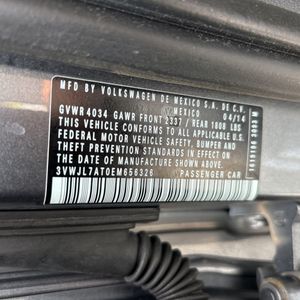 MFD BY VOLKSWAGEN DE MEXICO S.A. DE C.V.
MEXICO 04/14
GVWR 4034 GAWR FRONT 2337 / REAR 1808 LBS
THIS VEHICLE CONFORMS TO ALL APPLICABLE U.S.
FEDERAL MOTOR VEHICLE SAFETY, BUMPER AND
THEFT PREVENTION STANDARDS IN EFFECT ON
THE DATE OF MANUFACTURE SHOWN ABOVE
3VWJL7AT0EM656326 PASSENGER CAR